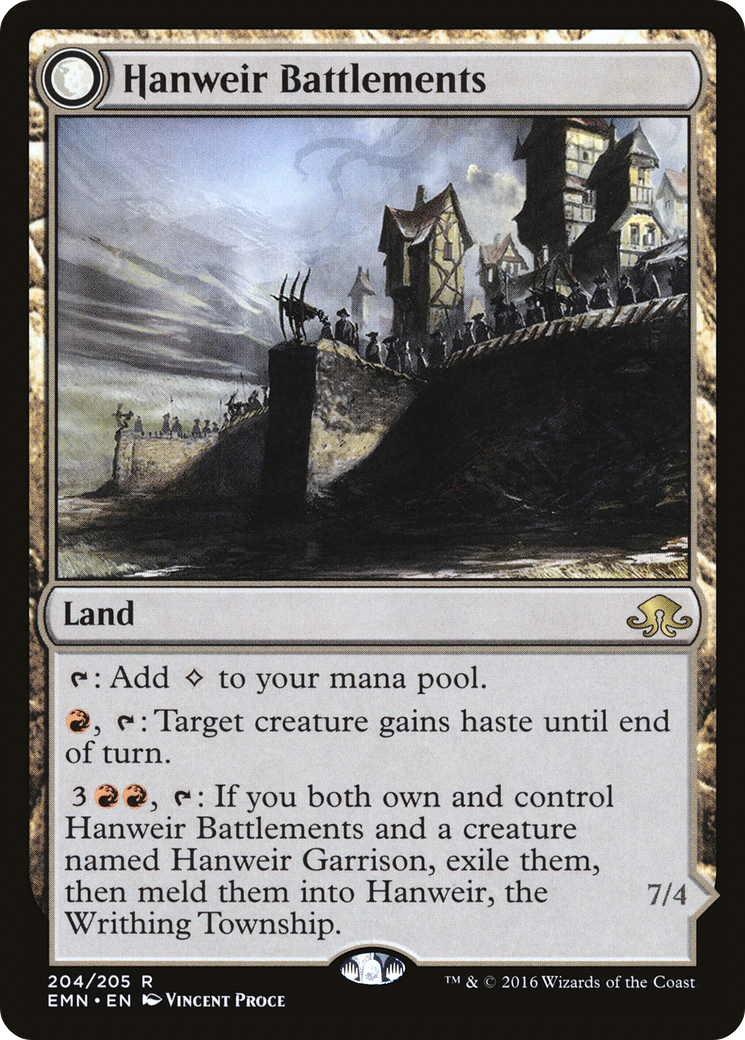 Hanweir Battlements
Land
: Add to your mana pool.
, : Target creature gains haste until end
of turn.
3 , : If you both own and control
Hanweir Battlements and a creature
named Hanweir Garrison, exile them,
then meld them into Hanweir, the
Writhing Township.
7/4
204/205 R
EMN • EN Vincent Proce
™ & © 2016 Wizards of the Coast